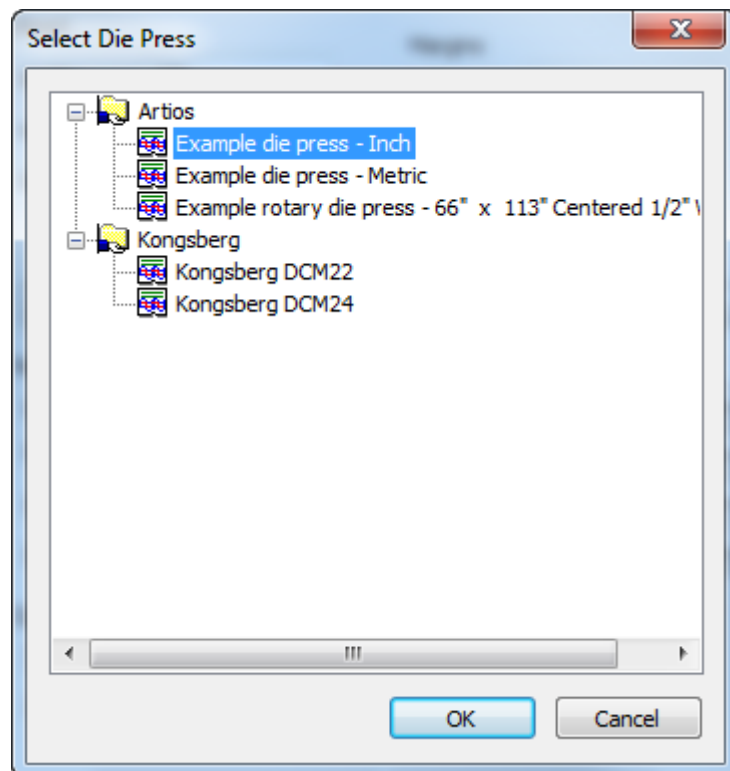 Select Die Press
Artios
Example die press - Inch
Example die press - Metric
Example rotary die press - 66" x 113" Centered 1/2"
Kongsberg
Kongsberg DCM22
Kongsberg DCM24
OK
Cancel